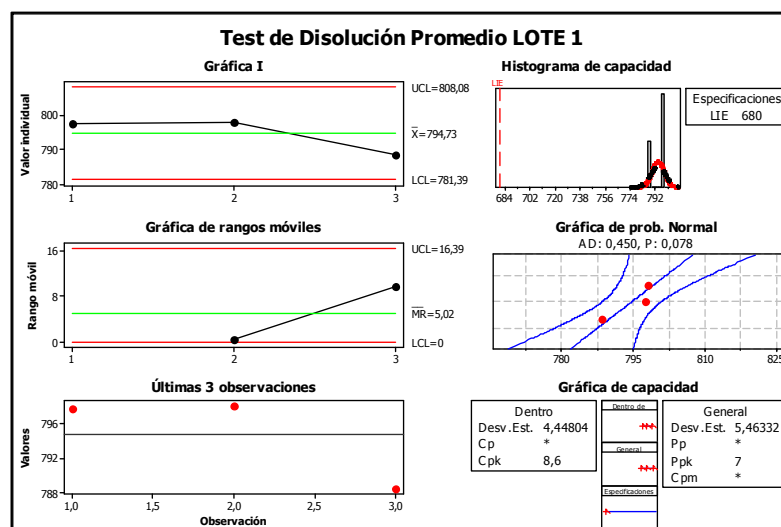 Test de Disolución Promedio LOTE 1
Gráfica I
Valor individual
800
790
780
1
2
3
UCL=808,08
X=794,73
LCL=781,39
Histograma de capacidad
LIE
684 702 720 738 756 774 792
Especificaciones
LIE 680
Gráfica de rangos móviles
Rango móvil
16
8
0
1
2
3
UCL=16,39
MR=5,02
LCL=0
Gráfica de prob. Normal
AD: 0,450, P: 0,078
780 795 810 825
Últimas 3 observaciones
Valores
796
792
788
1,0 1,5 2,0 2,5 3,0
Observación
Gráfica de capacidad
Dentro
Desv.Est. 4,44804
Cp *
Cpk 8,6
Dentro de
General
Especificaciones
General
Desv.Est. 5,46332
Pp *
Ppk 7
Cpm *